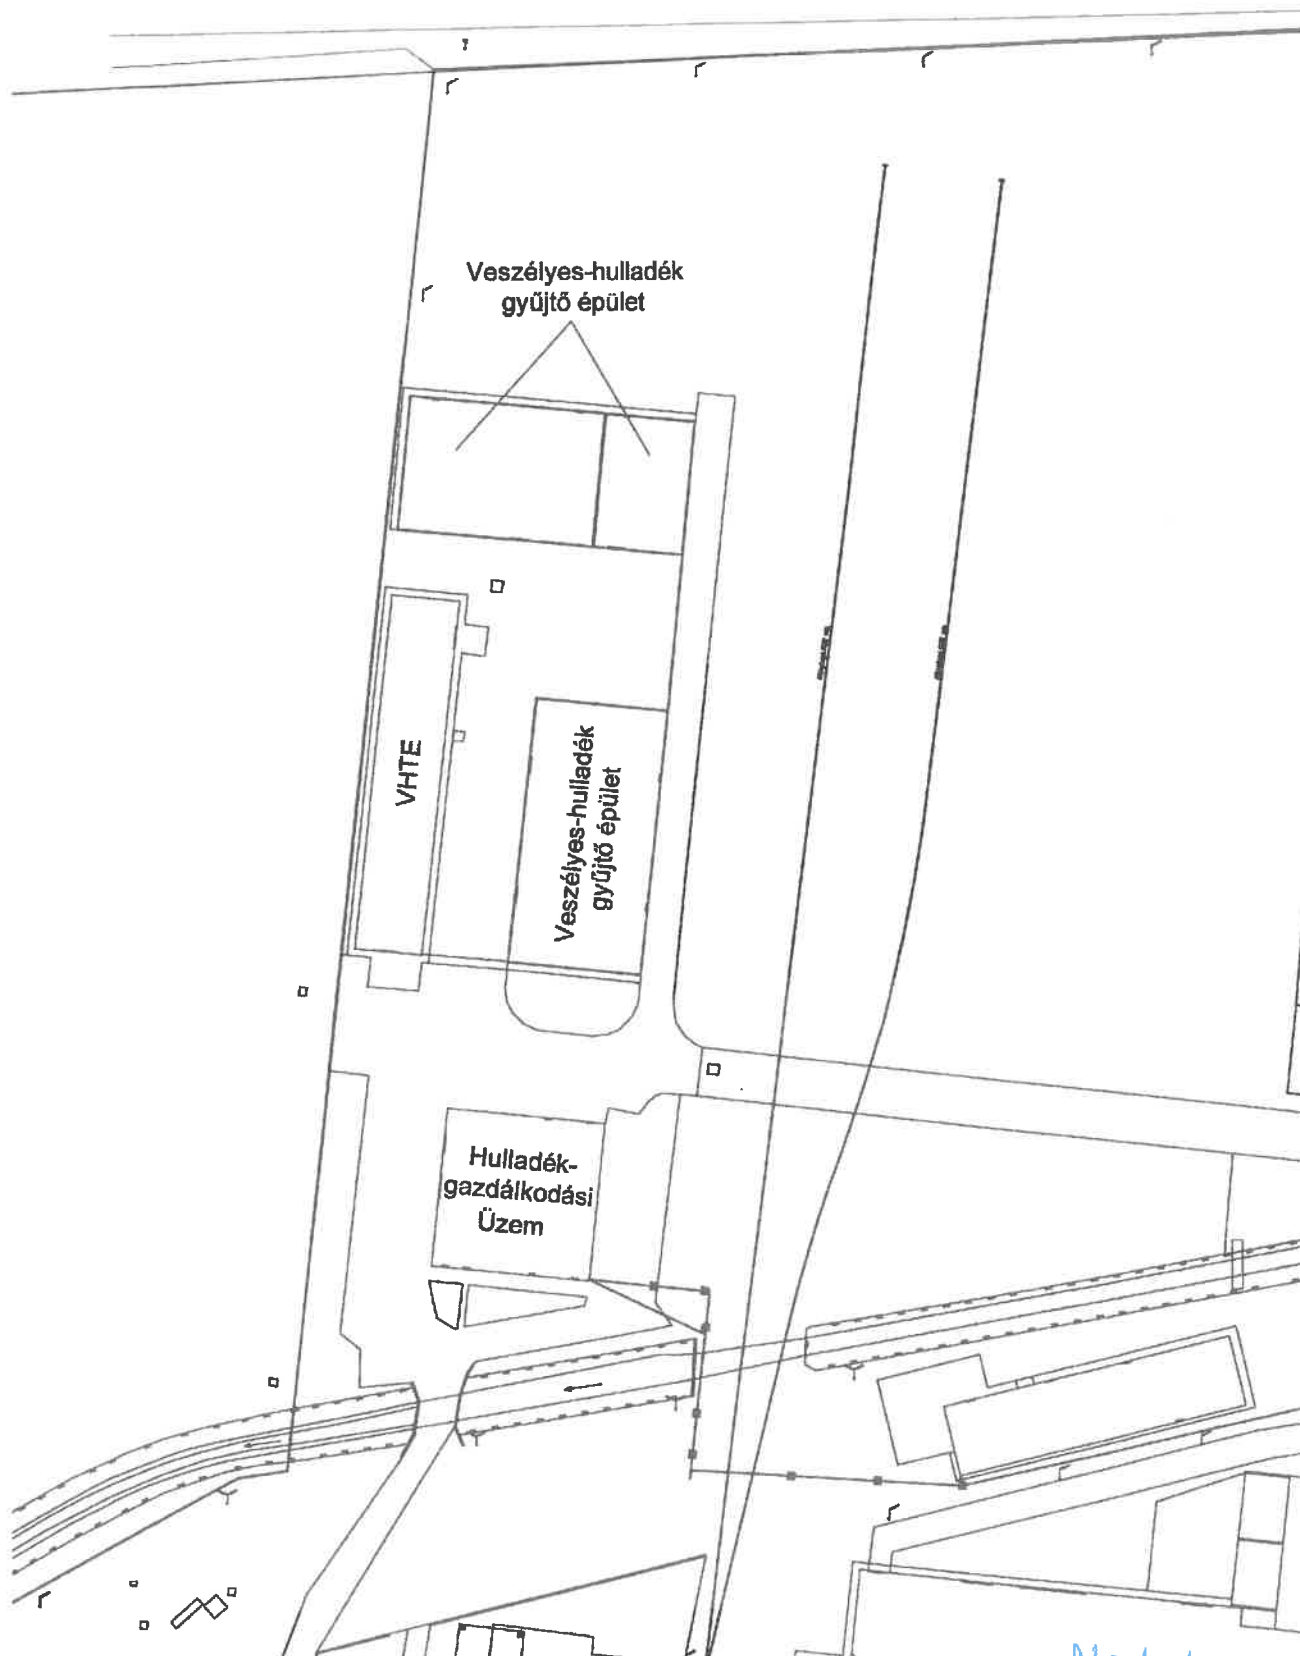 Veszélyes-hulladék
gyűjtő épület
VHTE
Veszélyes-hulladék
gyűjtő épület
Hulladék-
gazdálkodási
Üzem